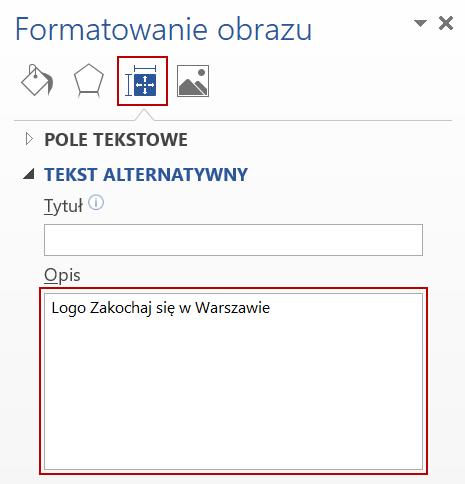 Formatowanie obrazu
POLE TEKSTOWE
TEKST ALTERNATYWNY
Tytuł
Opis
Logo Zakochaj się w Warszawie